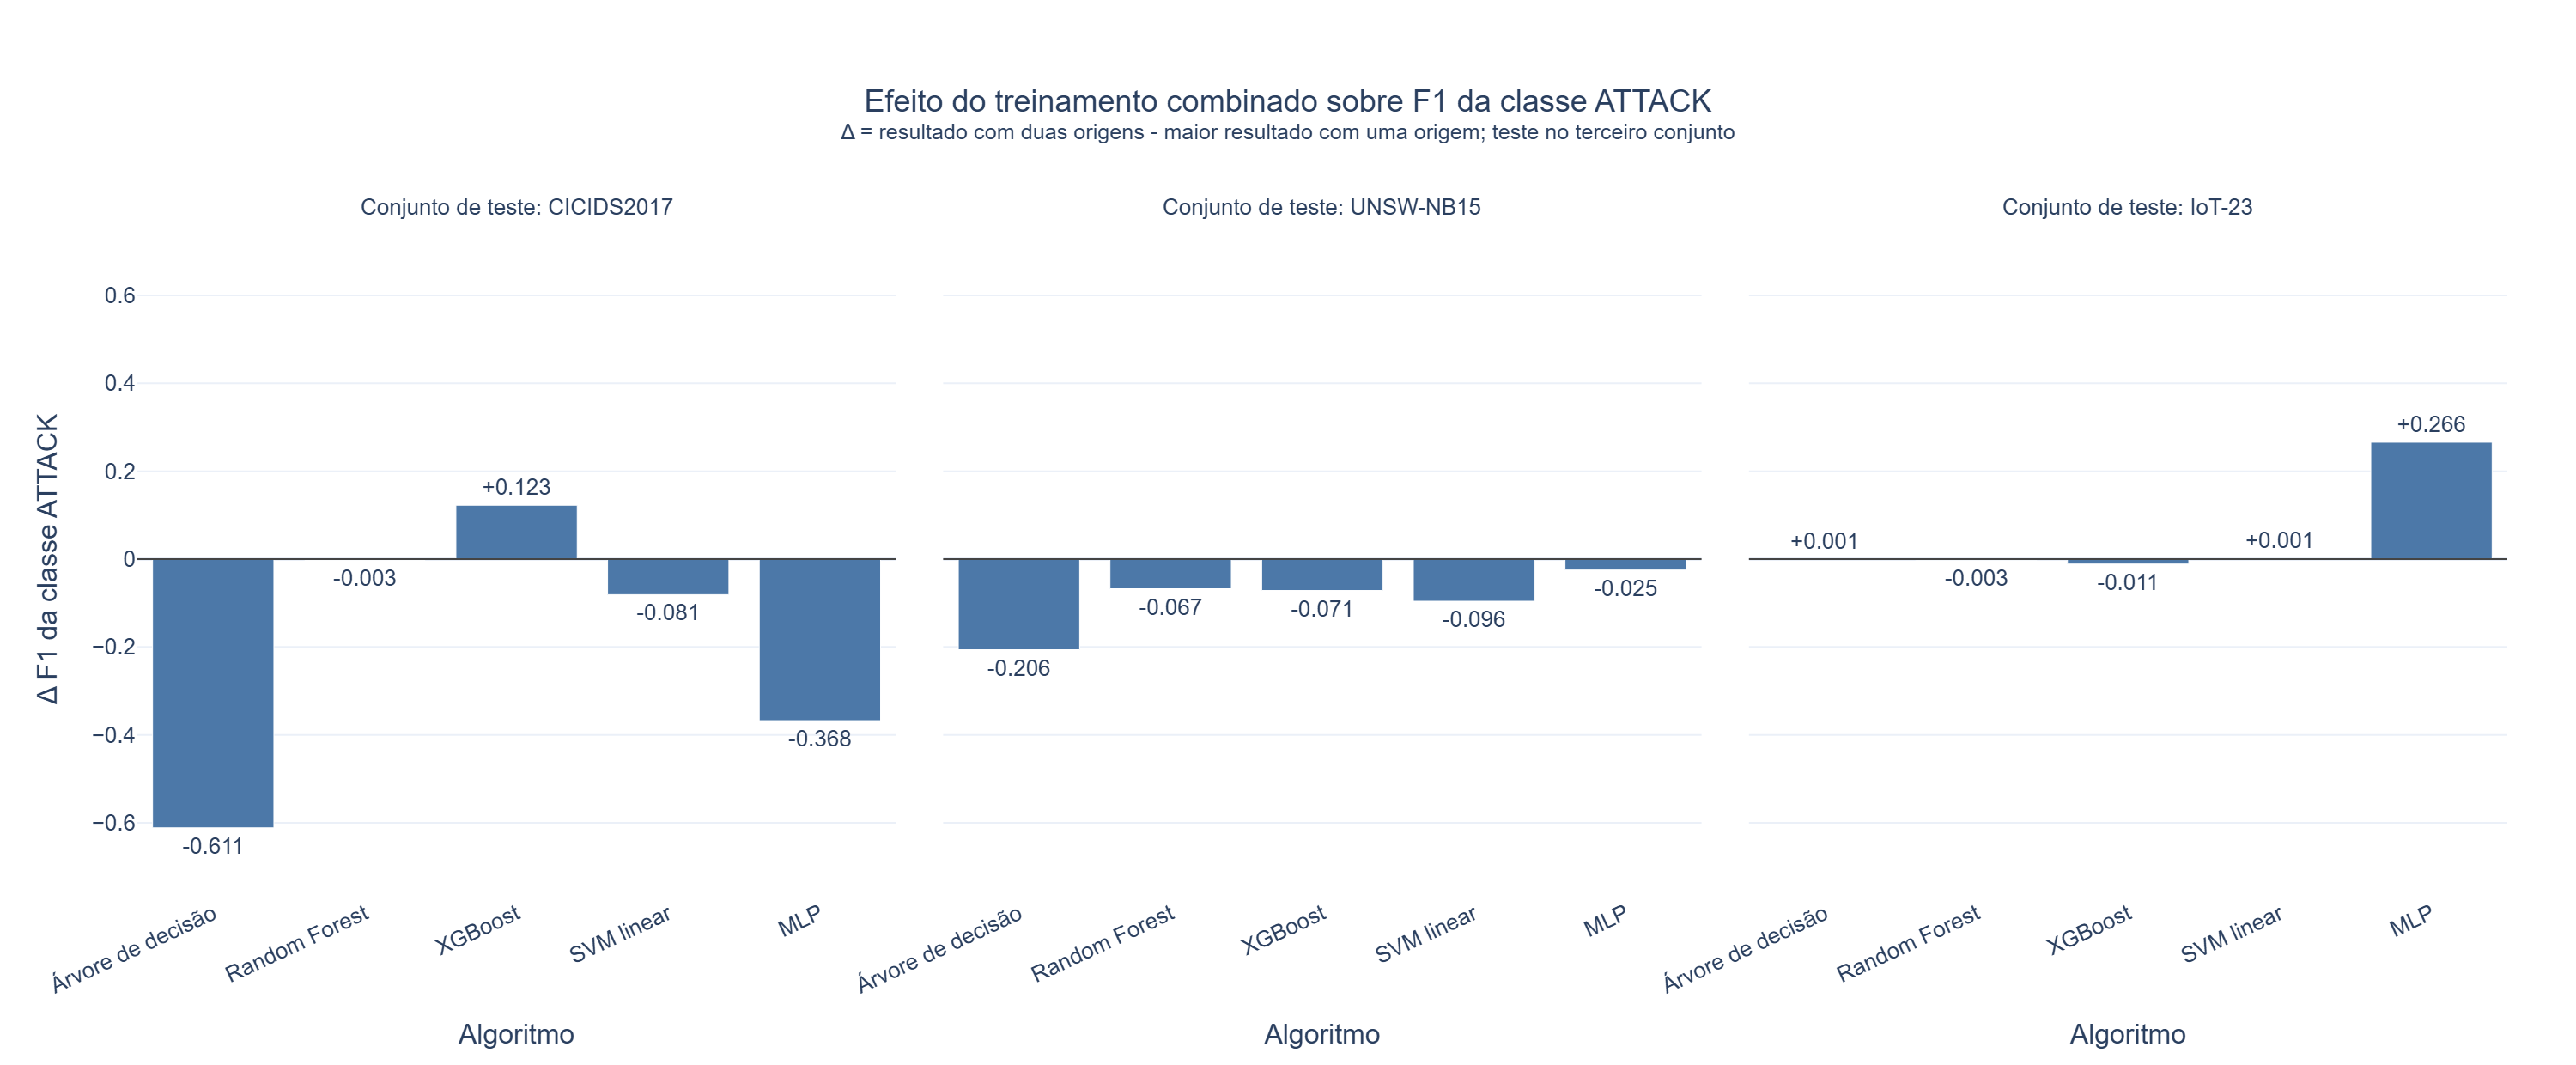 Efeito do treinamento combinado sobre F1 da classe ATTACK
Δ = resultado com duas origens - maior resultado com uma origem; teste no terceiro conjunto
Conjunto de teste: CICIDS2017
Conjunto de teste: UNSW-NB15
Conjunto de teste: IoT-23
Δ F1 da classe ATTACK
0.6
0.4
0.2
0
−0.2
−0.4
−0.6
-0.611
-0.003
+0.123
-0.081
-0.368
-0.206
-0.067
-0.071
-0.096
-0.025
+0.001
-0.003
-0.011
+0.001
+0.266
Árvore de decisão
Random Forest
XGBoost
SVM linear
MLP
Árvore de decisão
Random Forest
XGBoost
SVM linear
MLP
Árvore de decisão
Random Forest
XGBoost
SVM linear
MLP
Algoritmo
Algoritmo
Algoritmo